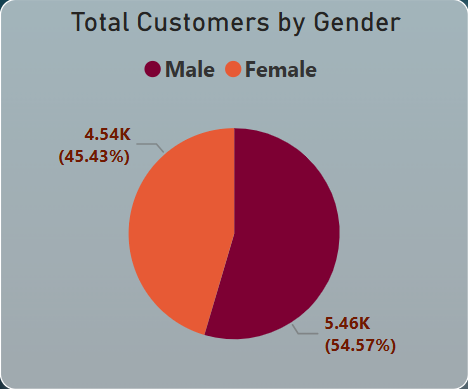 Total Customers by Gender
Male Female
4.54K
(45.43%)
5.46K
(54.57%)